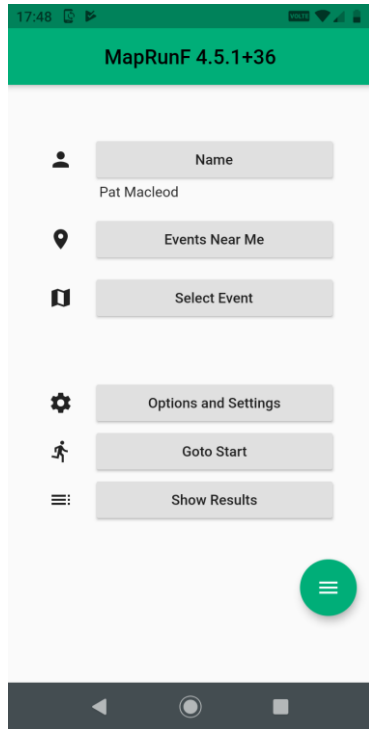 17:48
VOLTE
MapRunF 4.5.1+36
Name
Pat Macleod
Events Near Me
Select Event
Options and Settings
Goto Start
Show Results